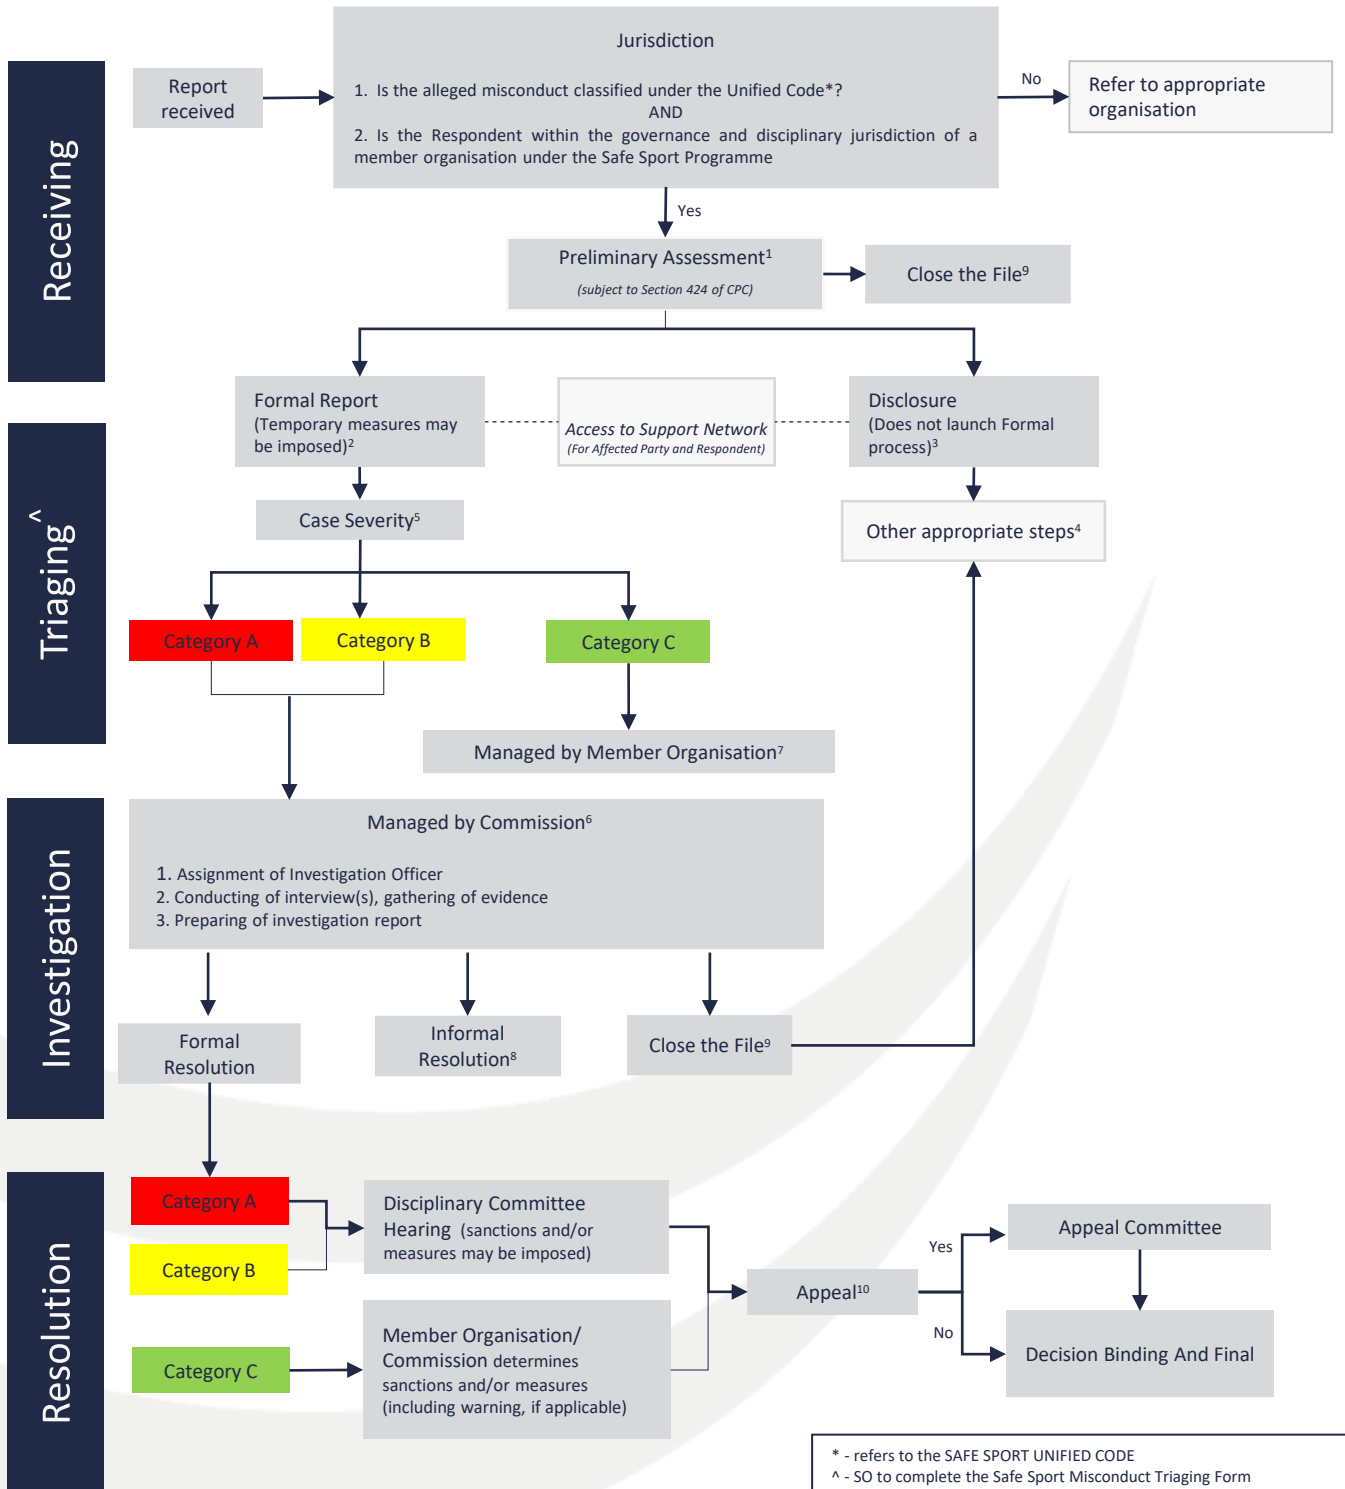 Receiving
Report
received
Jurisdiction
1. Is the alleged misconduct classified under the Unified Code*?
AND
2. Is the Respondent within the governance and disciplinary jurisdiction of a
member organisation under the Safe Sport Programme
No
Refer to appropriate
organisation
Yes
Preliminary Assessment¹
(subject to Section 424 of CPC)
Close the File⁹
Triaging^
Formal Report
(Temporary measures may
be imposed)²
Access to Support Network
(For Affected Party and Respondent)
Disclosure
(Does not launch Formal
process)³
Case Severity⁵
Other appropriate steps⁴
Category A
Category B
Category C
Managed by Member Organisation⁷
Investigation
Managed by Commission⁶
1. Assignment of Investigation Officer
2. Conducting of interview(s), gathering of evidence
3. Preparing of investigation report
Formal
Resolution
Informal
Resolution⁸
Close the File⁹
Resolution
Category A
Category B
Disciplinary Committee
Hearing (sanctions and/or
measures may be imposed)
Category C
Member Organisation/
Commission determines
sanctions and/or measures
(including warning, if applicable)
Appeal¹⁰
Yes
No
Appeal Committee
Decision Binding And Final
* - refers to the SAFE SPORT UNIFIED CODE
^ - SO to complete the Safe Sport Misconduct Triaging Form